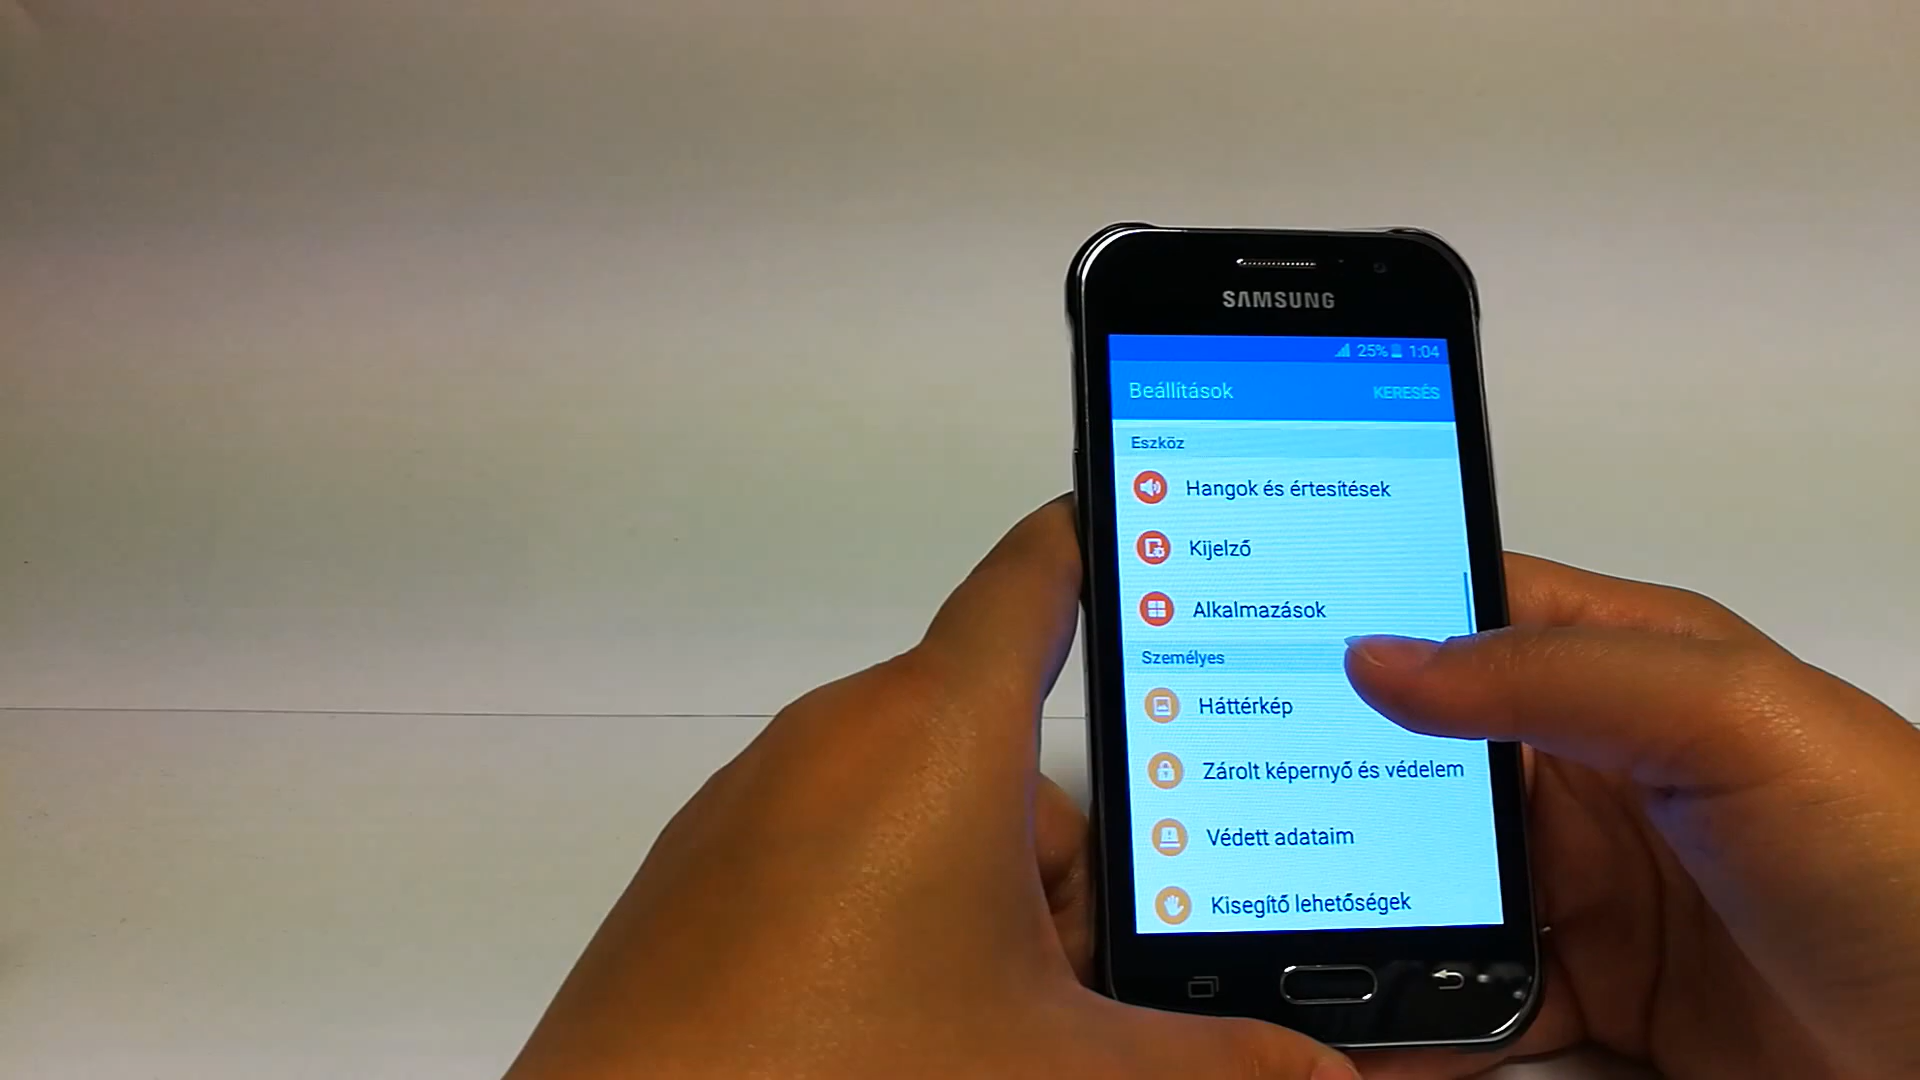 SAMSUNG
25% 1:04
Beállítások KERESÉS
Eszköz
Hangok és értesítések
Kijelző
Alkalmazások
Személyes
Háttérkép
Zárolt képernyő és védelem
Védett adataim
Kisegítő lehetőségek